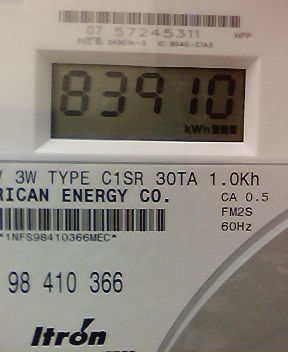 07 57245311
83910
kWh
3W TYPE C1SR 30TA 1.0Kh
RICAN ENERGY CO.
CA 0.5
FM2S
60Hz
*1NFS98410366MEC*
98 410 366
Itrón